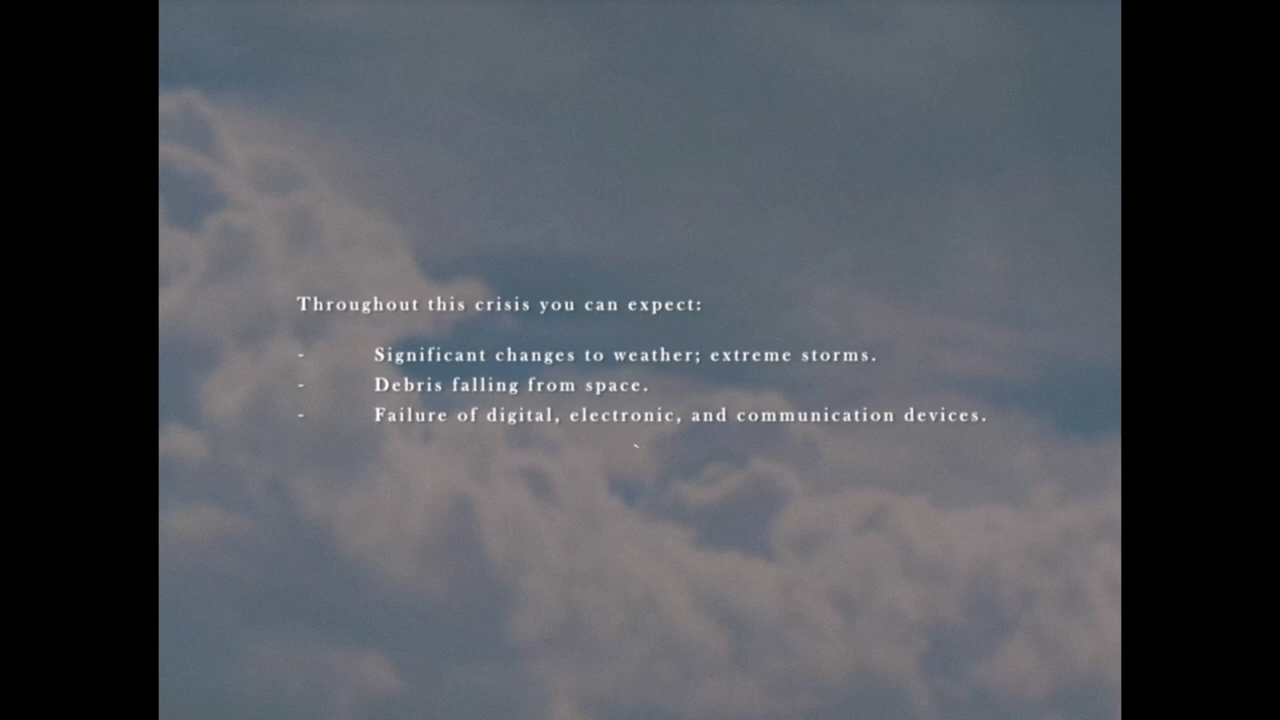 Throughout this crisis you can expect:
- Significant changes to weather; extreme storms.
- Debris falling from space.
- Failure of digital, electronic, and communication devices.